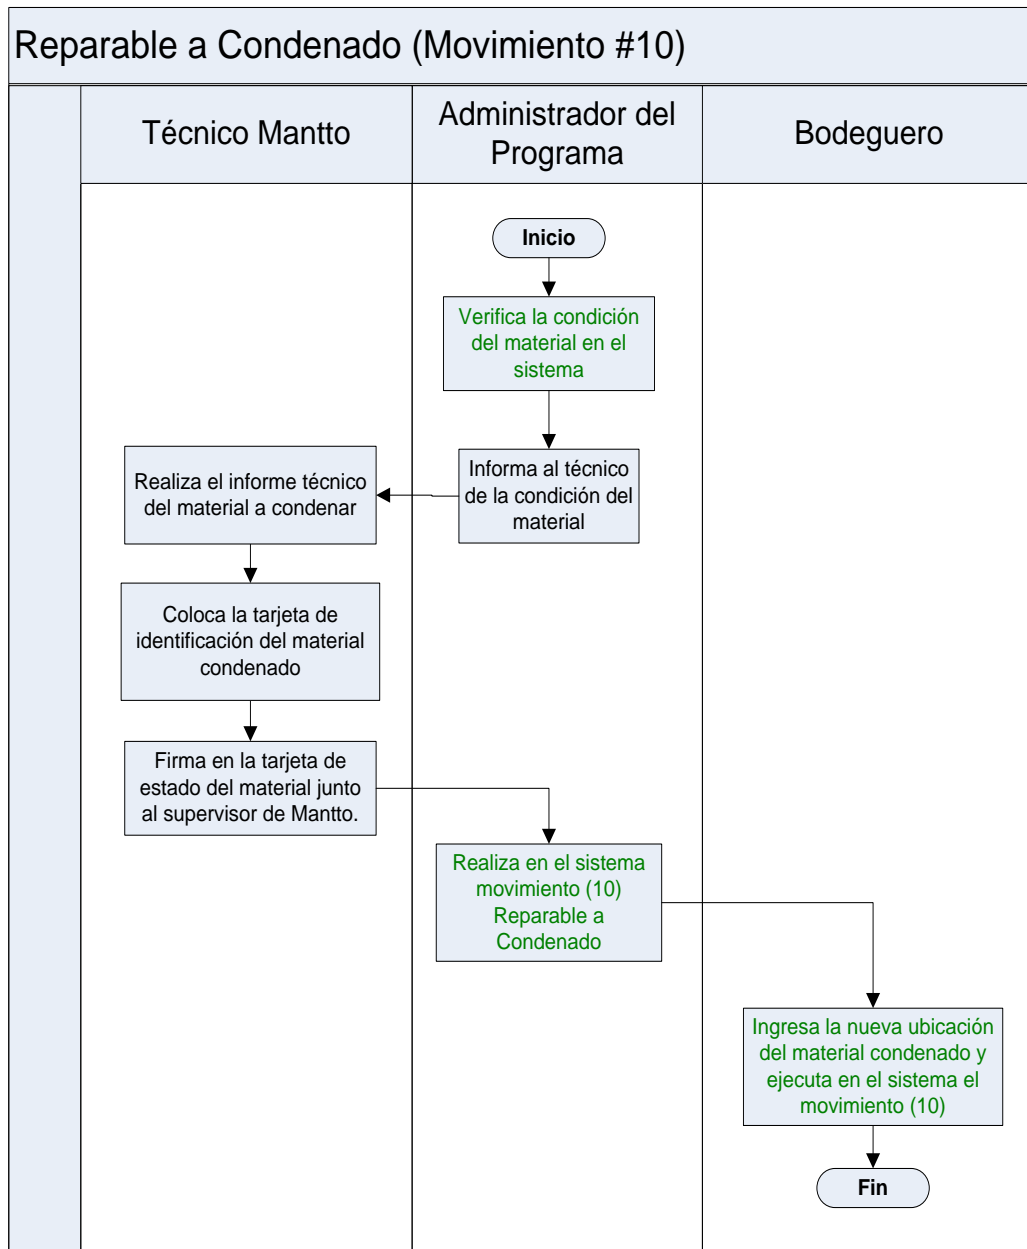 Reparable a Condenado (Movimiento #10)
Técnico Mantto
Administrador del
Programa
Bodeguero
Inicio
Verifica la condición
del material en el
sistema
Informa al técnico
de la condición del
material
Realiza el informe técnico
del material a condenar
Coloca la tarjeta de
identificación del material
condenado
Firma en la tarjeta de
estado del material junto
al supervisor de Mantto.
Realiza en el sistema
movimiento (10)
Reparable a
Condenado
Ingresa la nueva ubicación
del material condenado y
ejecuta en el sistema el
movimiento (10)
Fin